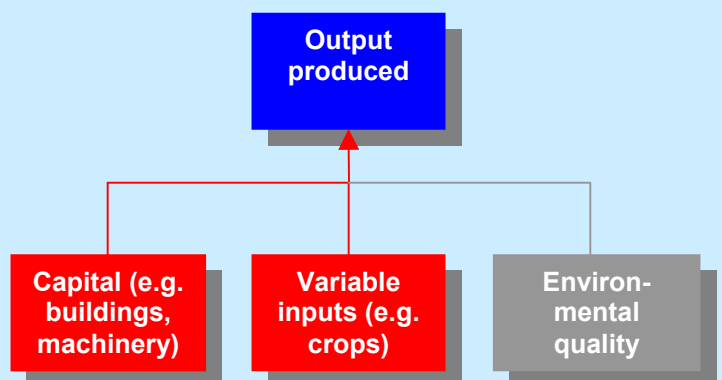 Output
produced
Capital (e.g.
buildings,
machinery)
Variable
inputs (e.g.
crops)
Environ-
mental
quality